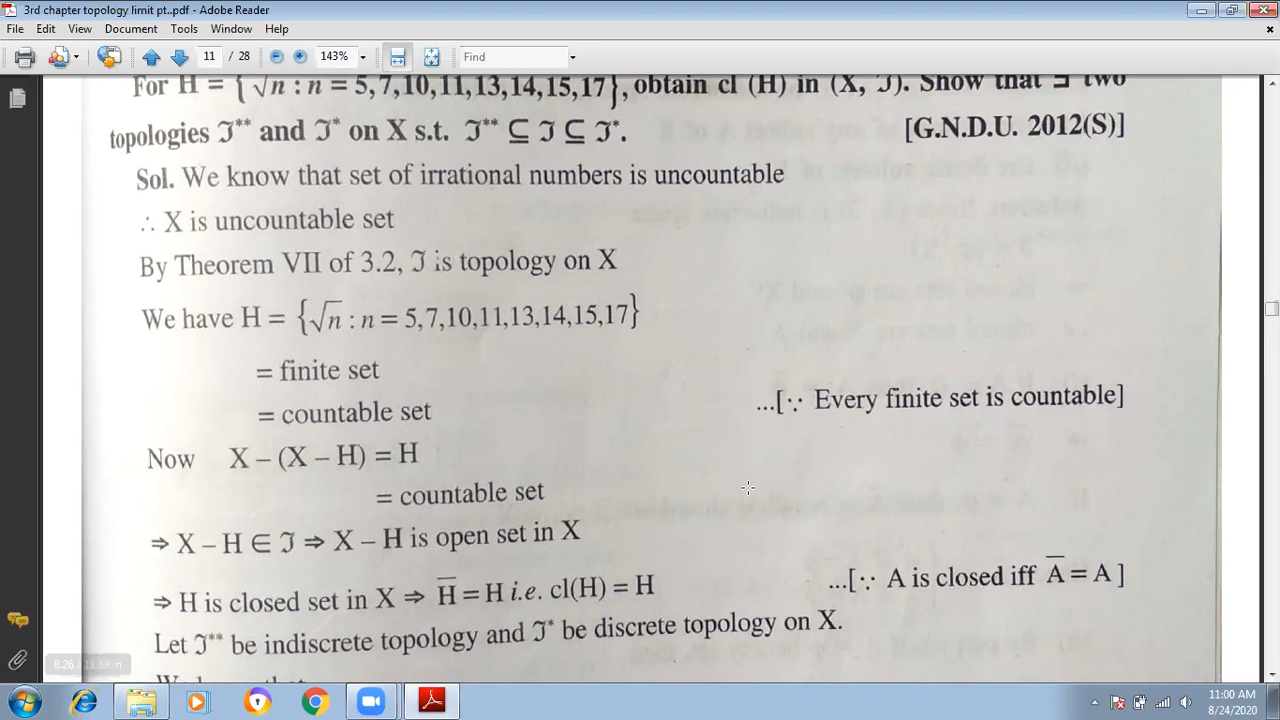 3rd chapter topology limit pt..pdf - Adobe Reader
File Edit View Document Tools Window Help
11 / 28 143% Find
For H = {√n : n = 5,7,10,11,13,14,15,17}, obtain cl (H) in (X, ℑ). Show that ∃ two
topologies ℑ** and ℑ* on X s.t. ℑ** ⊆ ℑ ⊆ ℑ*. [G.N.D.U. 2012(S)]
Sol. We know that set of irrational numbers is uncountable
∴ X is uncountable set
By Theorem VII of 3.2, ℑ is topology on X
We have H = {√n : n = 5,7,10,11,13,14,15,17}
= finite set
= countable set ...[∵ Every finite set is countable]
Now X – (X – H) = H
= countable set
⇒ X – H ∈ ℑ ⇒ X – H is open set in X
⇒ H is closed set in X ⇒ H̅ = H i.e. cl(H) = H ...[∵ A is closed iff A̅ = A ]
Let ℑ** be indiscrete topology and ℑ* be discrete topology on X.
11:00 AM
8/24/2020